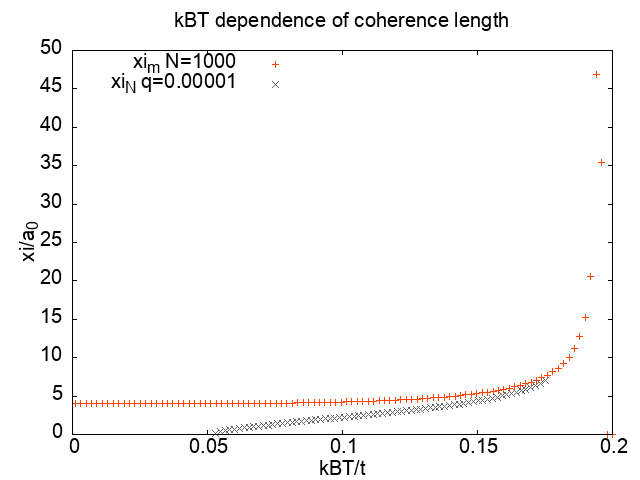 kBT dependence of coherence length
xi_m N=1000
xi_N q=0.00001
50
45
40
35
30
25
20
15
10
5
0
xi/a_0
0 0.05 0.1 0.15 0.2
kBT/t